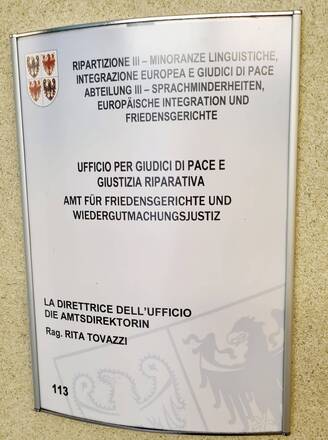 RIPARTIZIONE III – MINORANZE LINGUISTICHE,
INTEGRAZIONE EUROPEA E GIUDICI DI PACE
ABTEILUNG III – SPRACHMINDERHEITEN,
EUROPÄISCHE INTEGRATION UND
FRIEDENSGERICHTE
UFFICIO PER GIUDICI DI PACE E
GIUSTIZIA RIPARATIVA
AMT FÜR FRIEDENSGERICHTE UND
WIEDERGUTMACHUNGSJUSTIZ
LA DIRETTRICE DELL'UFFICIO
DIE AMTSDIREKTORIN
Rag. RITA TOVAZZI
113